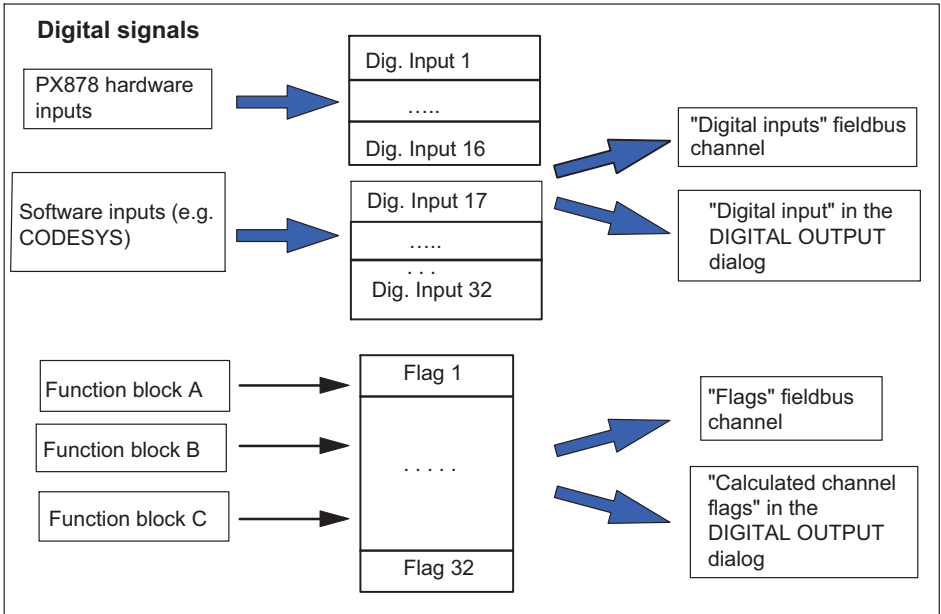 Digital signals
PX878 hardware
inputs
Dig. Input 1
.....
Dig. Input 16
Software inputs (e.g.
CODESYS)
Dig. Input 17
.....
. . .
Dig. Input 32
"Digital inputs" fieldbus
channel
"Digital input" in the
DIGITAL OUTPUT
dialog
Function block A
Function block B
Function block C
Flag 1
. . . . .
Flag 32
"Flags" fieldbus
channel
"Calculated channel
flags" in the
DIGITAL OUTPUT
dialog